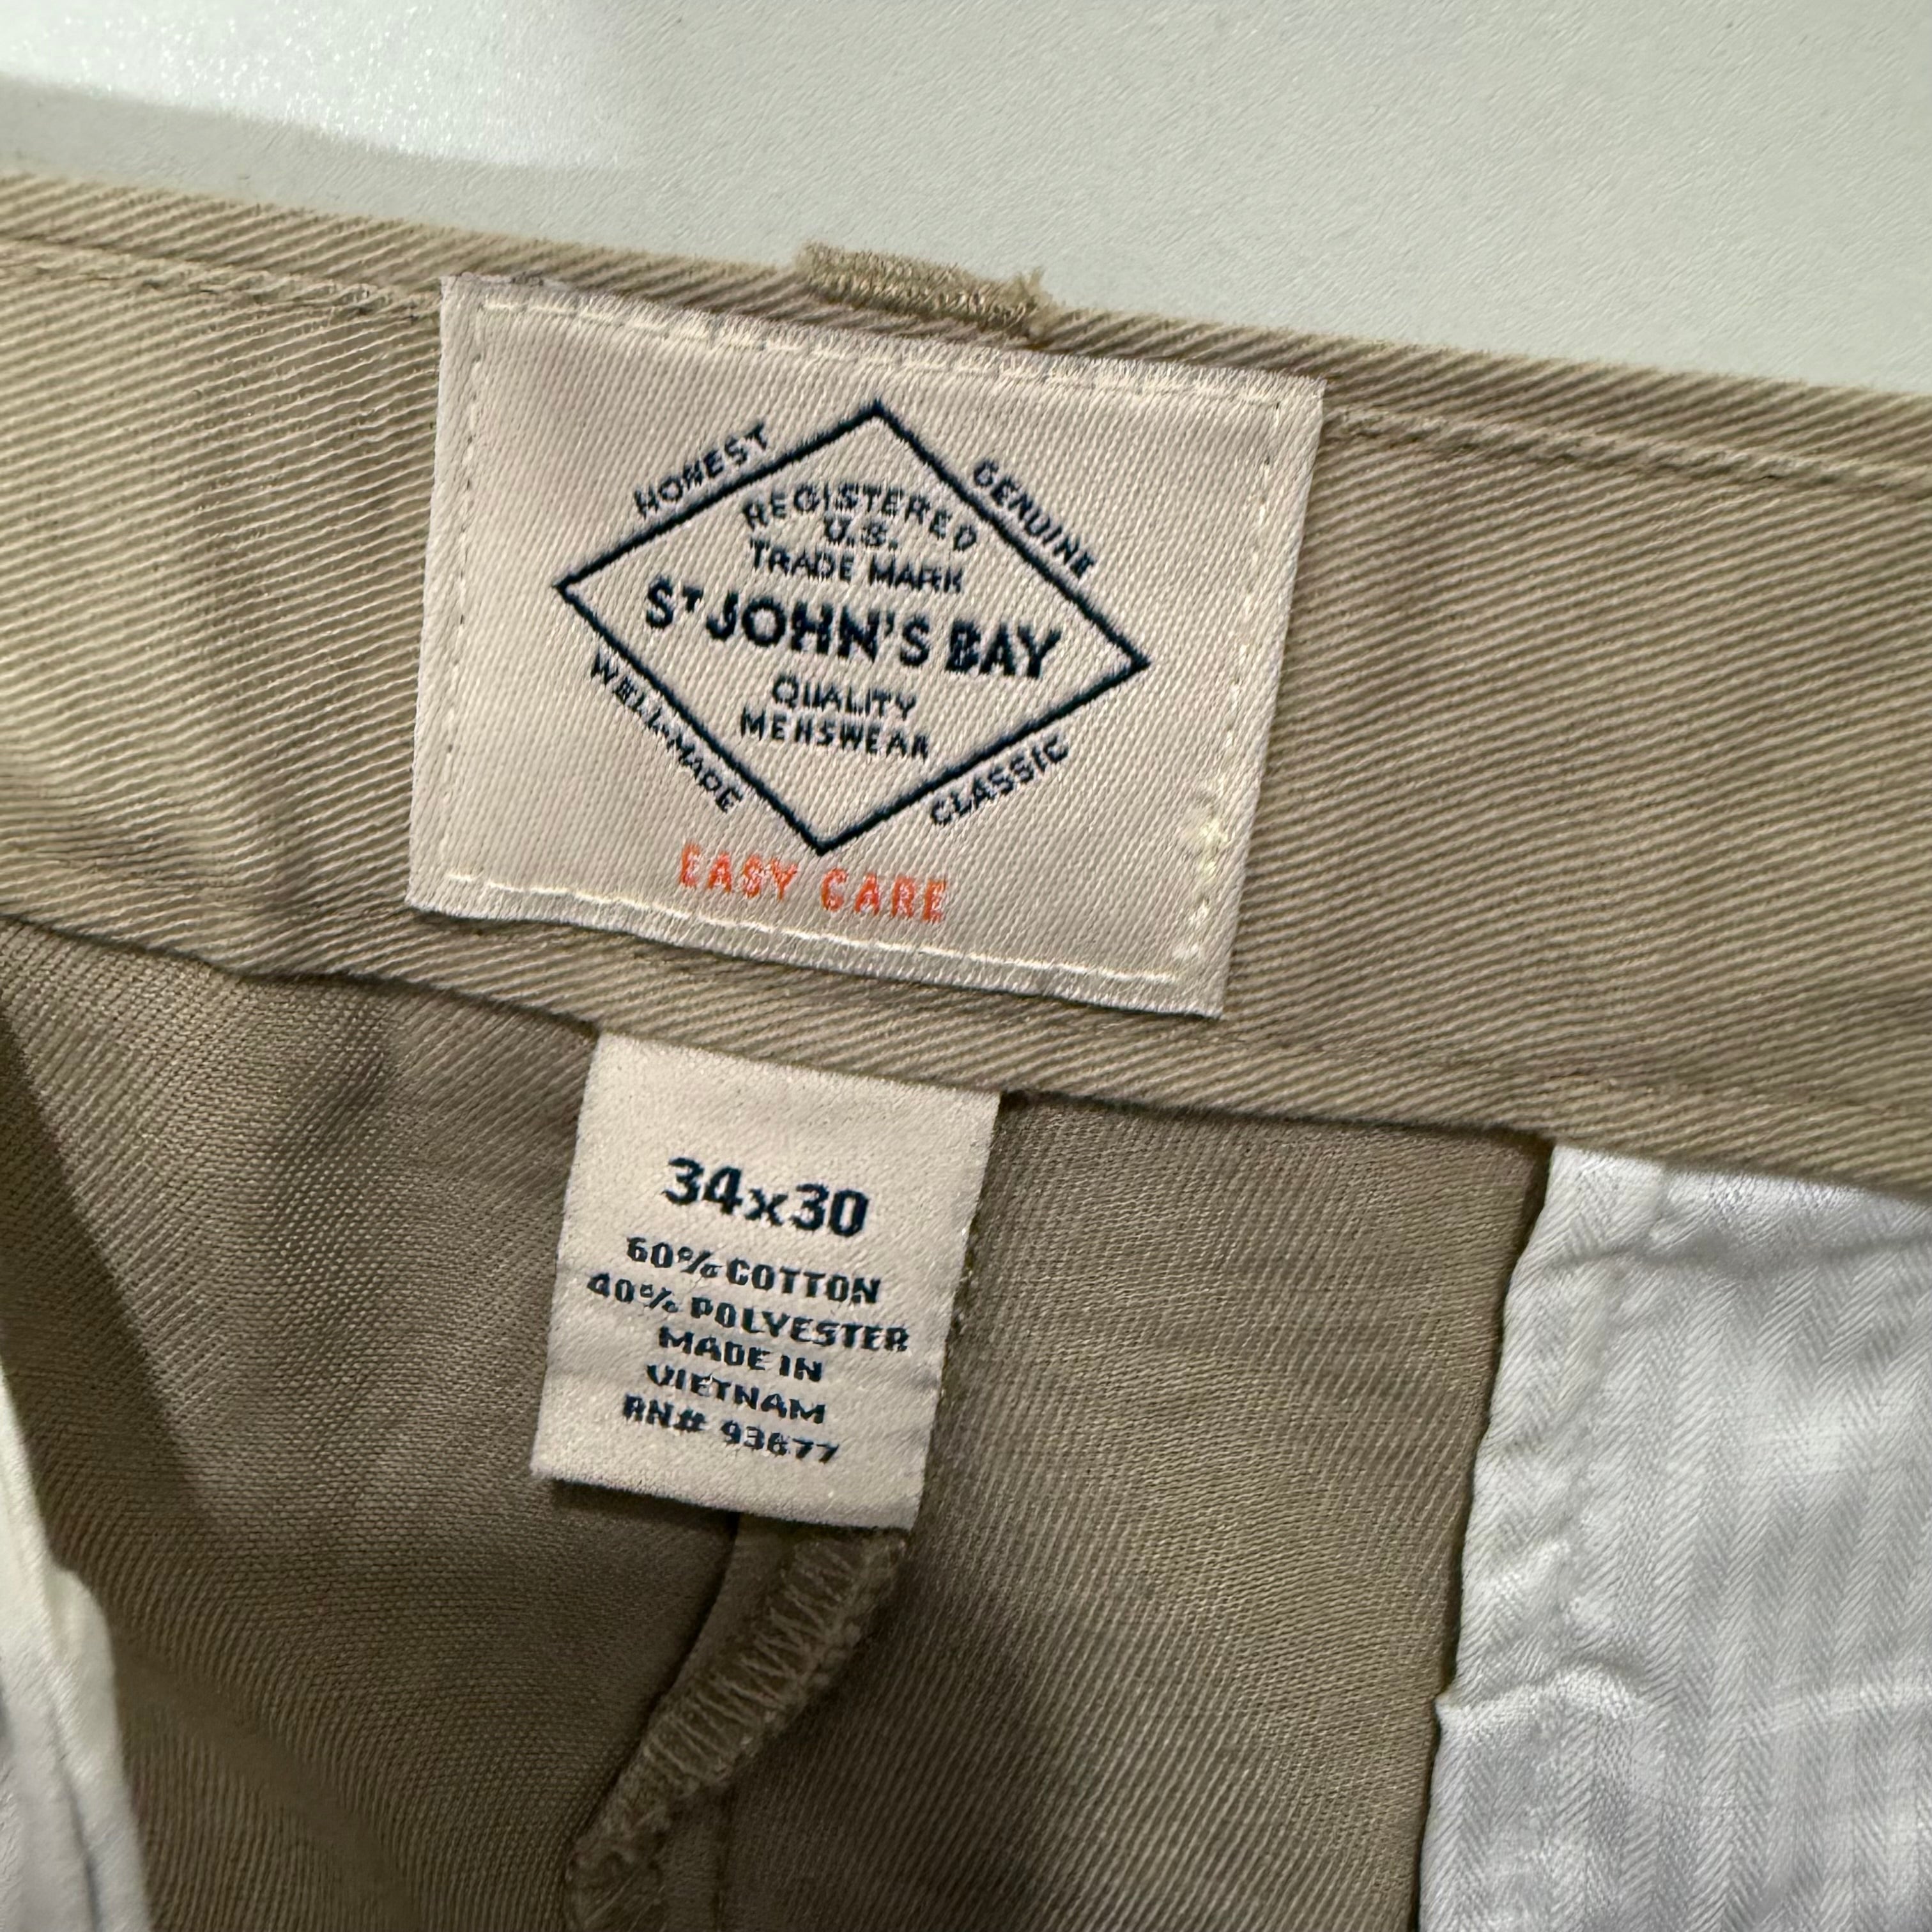 HONEST
GENUINE
REGISTERED
U.S.
TRADE MARK
ST JOHN'S BAY
QUALITY
MENSWEAR
WELL-MADE
CLASSIC
EASY CARE
34x30
60% COTTON
40% POLYESTER
MADE IN
VIETNAM
RN# 93677